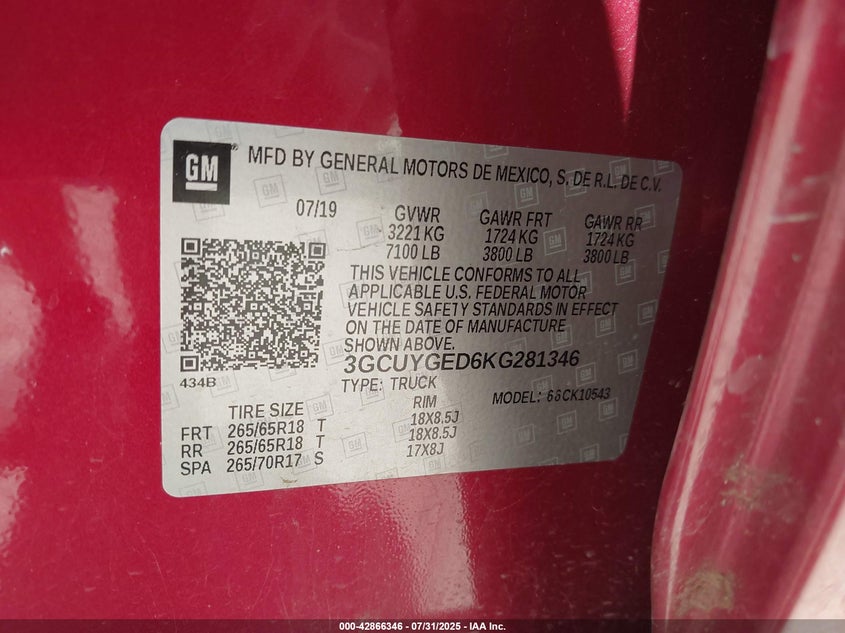 GM
® MFD BY GENERAL MOTORS DE MEXICO, S. DE R.L. DE C.V.
07/19 GVWR GAWR FRT GAWR RR
3221 KG 1724 KG 1724 KG
7100 LB 3800 LB 3800 LB
THIS VEHICLE CONFORMS TO ALL
APPLICABLE U.S. FEDERAL MOTOR
VEHICLE SAFETY STANDARDS IN EFFECT
ON THE DATE OF MANUFACTURE
SHOWN ABOVE.
3GCUYGED6KG281346
434B TYPE: TRUCK MODEL: 66CK10543
TIRE SIZE RIM
FRT 265/65R18 T 18X8.5J
RR 265/65R18 T 18X8.5J
SPA 265/70R17 S 17X8J
000-42866346 / 07/31/2025 - IAA Holdings, LLC. Copyright